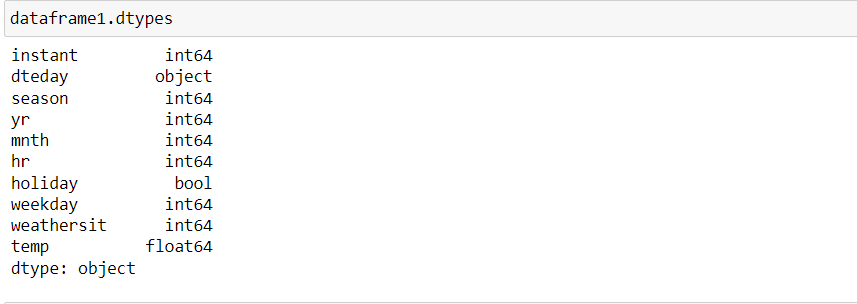 dataframe1.dtypes
instant int64
dteday object
season int64
yr int64
mnth int64
hr int64
holiday bool
weekday int64
weathersit int64
temp float64
dtype: object